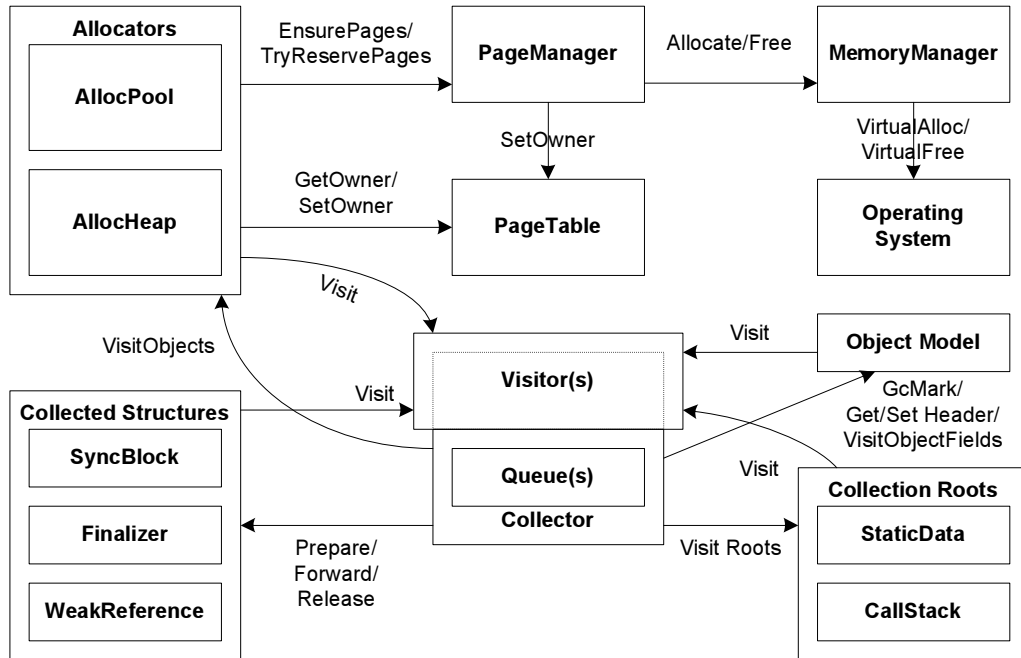 Allocators
AllocPool
AllocHeap
EnsurePages/
TryReservePages
PageManager
Allocate/Free
MemoryManager
SetOwner
VirtualAlloc/
VirtualFree
GetOwner/
SetOwner
PageTable
Operating
System
Visit
VisitObjects
Visitor(s)
Visit
Object Model
Visit
GcMark/
Get/Set Header/
VisitObjectFields
Collected Structures
SyncBlock
Finalizer
WeakReference
Queue(s)
Collector
Visit
Prepare/
Forward/
Release
Visit Roots
Collection Roots
StaticData
CallStack